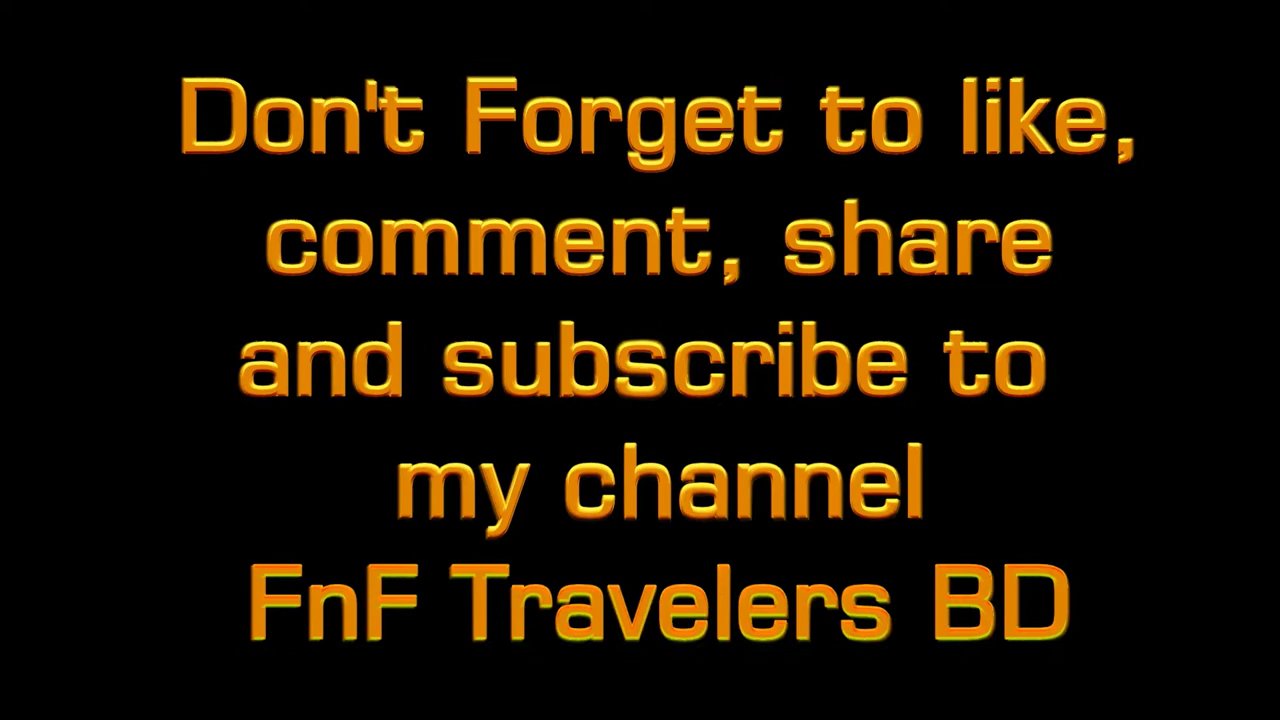 Don't Forget to like,
comment, share
and subscribe to
my channel
FnF Travelers BD